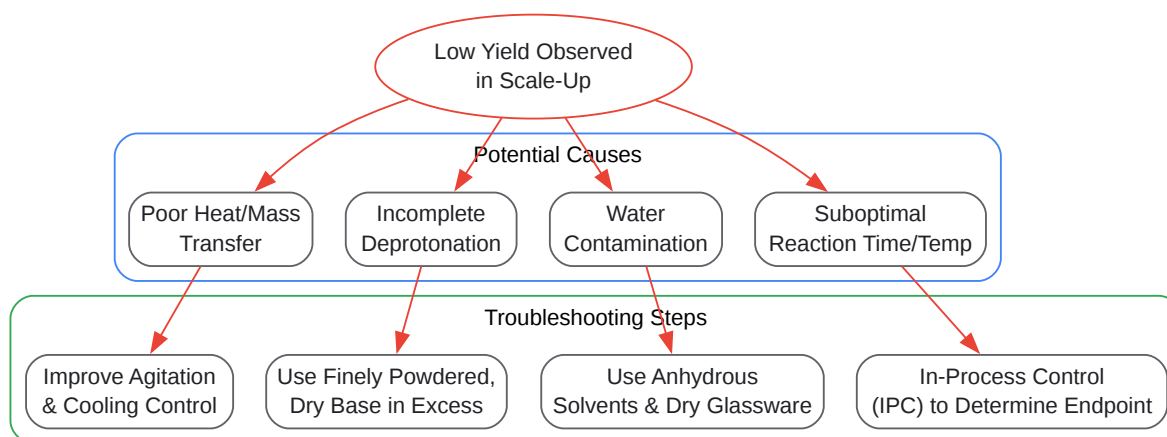 Low Yield Observed
in Scale-Up
Potential Causes
Poor Heat/Mass
Transfer
Incomplete
Deprotonation
Water
Contamination
Suboptimal
Reaction Time/Temp
Troubleshooting Steps
Improve Agitation
& Cooling Control
Use Finely Powdered,
Dry Base in Excess
Use Anhydrous
Solvents & Dry Glassware
In-Process Control
(IPC) to Determine Endpoint